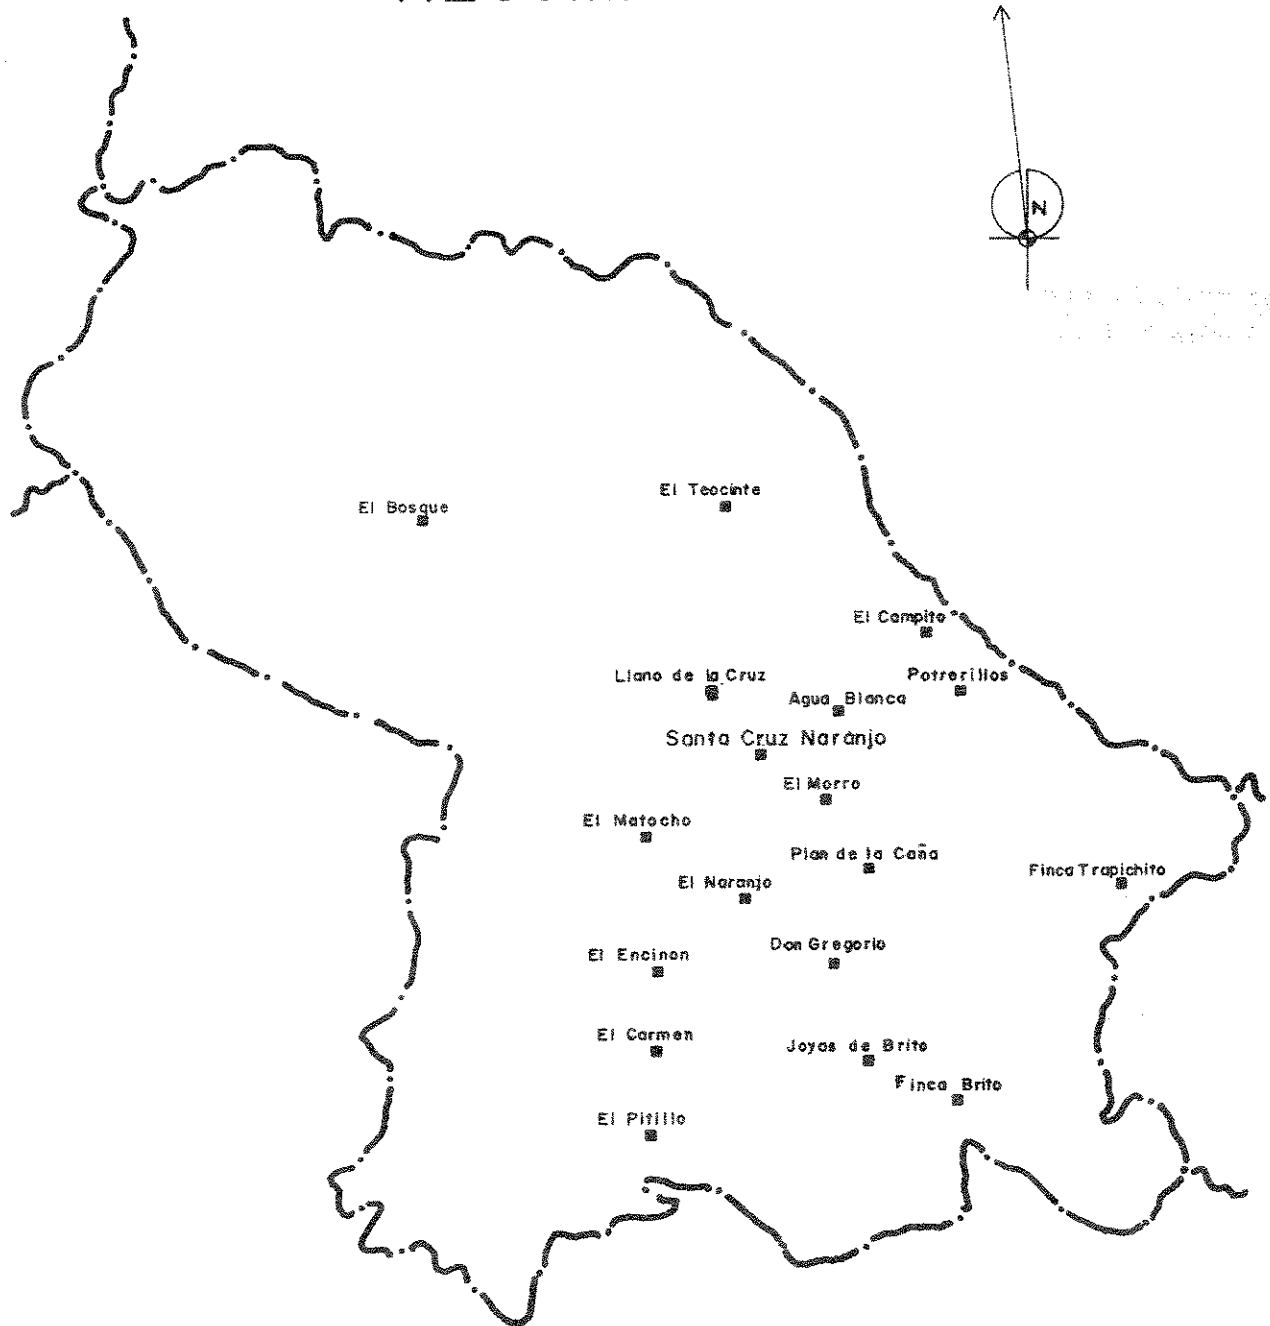 N
El Bosque
El Teocinte
El Campito
Llano de la Cruz
Potrerillos
Agua Blanca
Santa Cruz Naranjo
El Morro
El Matocho
Plan de la Caña
Finca Trapichito
El Naranjo
Don Gregorio
El Encinon
El Carmen
Joyas de Brito
Finca Brito
El Pitillo